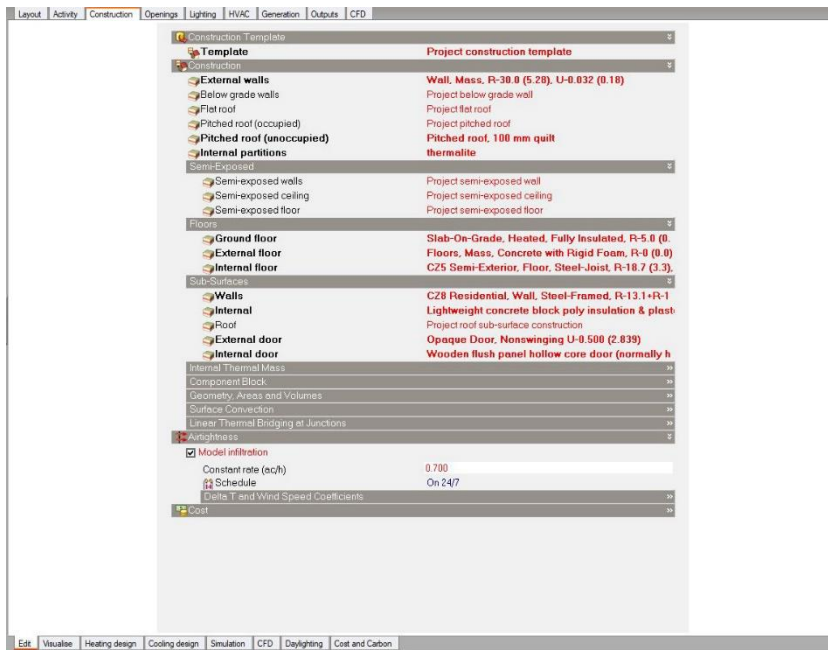 Layout Activity Construction Openings Lighting HVAC Generation Outputs CFD
Construction Template
Template Project construction template
Construction
External walls Wall, Mass, R-30.0 (5.28), U-0.032 (0.18)
Below grade walls Project below grade wall
Flat roof Project flat roof
Pitched roof (occupied) Project pitched roof
Pitched roof (unoccupied) Pitched roof, 100 mm quilt
Internal partitions thermalite
Semi-Exposed
Semi-exposed walls Project semi-exposed wall
Semi-exposed ceiling Project semi-exposed ceiling
Semi-exposed floor Project semi-exposed floor
Floors
Ground floor Slab-On-Grade, Heated, Fully Insulated, R-5.0 (0.
External floor Floors, Mass, Concrete with Rigid Foam, R-0 (0.0)
Internal floor CZ5 Semi-Exterior, Floor, Steel-Joist, R-18.7 (3.3),
Sub-Surfaces
Walls CZ8 Residential, Wall, Steel-Framed, R-13.1+R-1
Internal Lightweight concrete block poly insulation & plast
Roof Project roof sub-surface construction
External door Opaque Door, Nonswinging U-0.500 (2.839)
Internal door Wooden flush panel hollow core door (normally h
Internal Thermal Mass
Component Block
Geometry, Areas and Volumes
Surface Convection
Linear Thermal Bridging at Junctions
Airtightness
Model infiltration
Constant rate (ac/h) 0.700
Schedule On 24/7
Delta T and Wind Speed Coefficients
Cost
Edit Visualise Heating design Cooling design Simulation CFD Daylighting Cost and Carbon